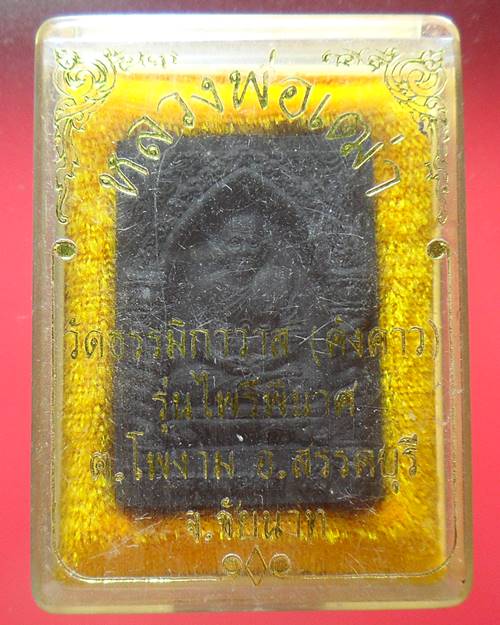 หลวงพ่อเฒ่า
วัดธรรมิกาวาส (ค้งดาว)
รุ่นไพรีพินาศ
ต.โพงาม อ.สรรคบุรี
จ.ชัยนาท